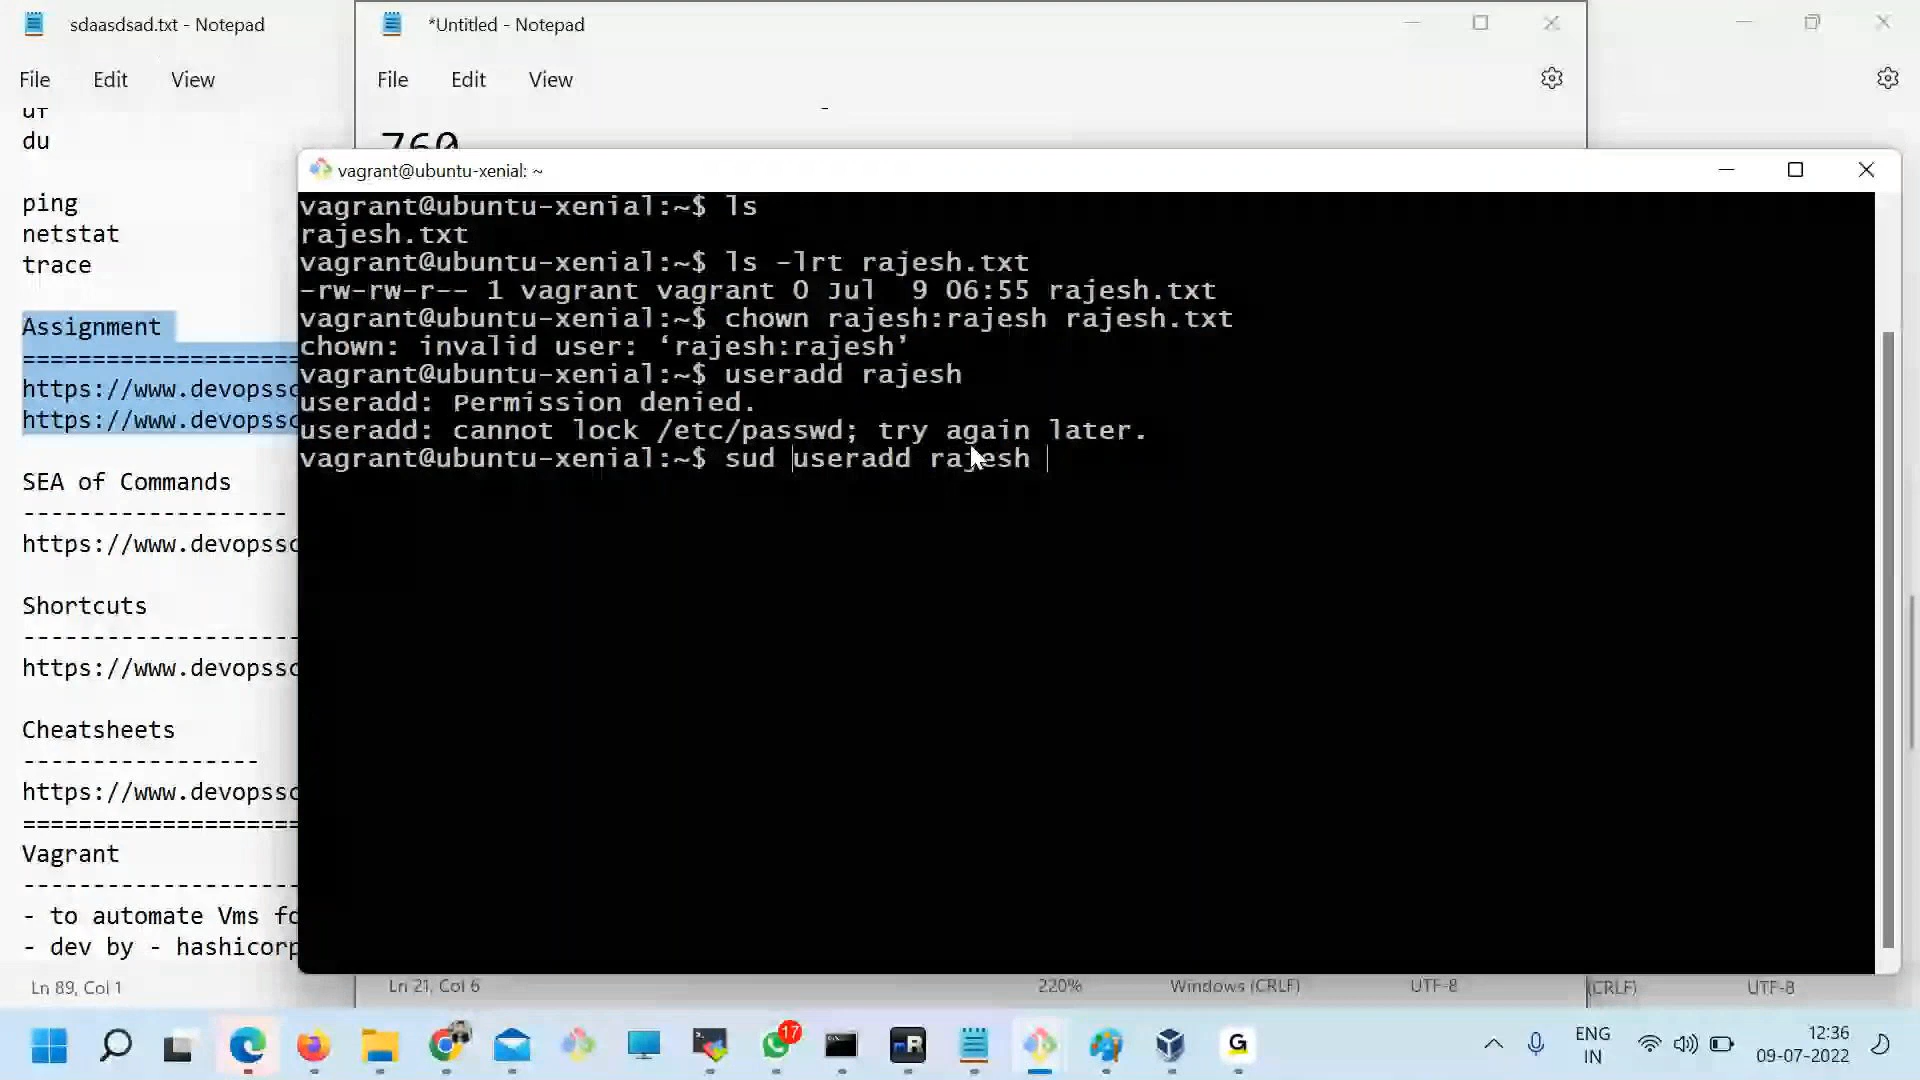 sdaasdsad.txt - Notepad
File Edit View
du
ping
netstat
trace
Assignment
====================
https://www.devopssc
https://www.devopssc
SEA of Commands
-------------------
https://www.devopssc
Shortcuts
--------------------
https://www.devopssc
Cheatsheets
-----------------
https://www.devopssc
====================
Vagrant
--------------------
- to automate Vms fo
- dev by - hashicorp
Ln 89, Col 1
*Untitled - Notepad
File Edit View
760
vagrant@ubuntu-xenial: ~
vagrant@ubuntu-xenial:~$ ls
rajesh.txt
vagrant@ubuntu-xenial:~$ ls -lrt rajesh.txt
-rw-rw-r-- 1 vagrant vagrant 0 Jul  9 06:55 rajesh.txt
vagrant@ubuntu-xenial:~$ chown rajesh:rajesh rajesh.txt
chown: invalid user: ‘rajesh:rajesh’
vagrant@ubuntu-xenial:~$ useradd rajesh
useradd: Permission denied.
useradd: cannot lock /etc/passwd; try again later.
vagrant@ubuntu-xenial:~$ sud useradd rajesh
Ln 21, Col 6 220% Windows (CRLF) UTF-8
(CRLF) UTF-8
17
mR
G
ENG
IN
12:36
09-07-2022